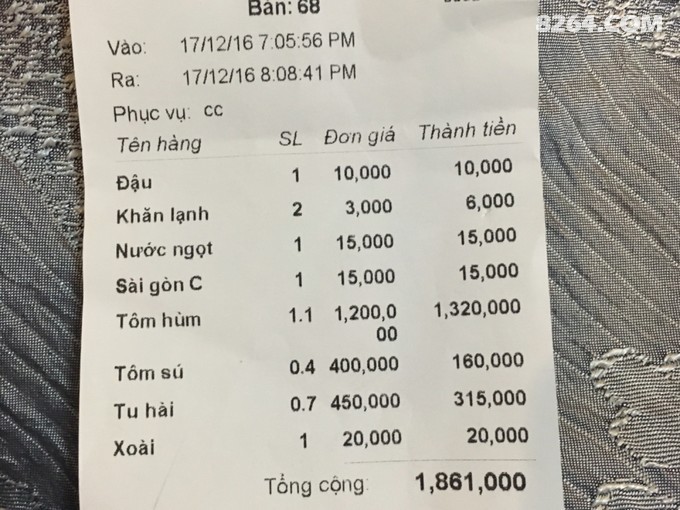 8264.COM
Bàn: 68
Vào: 17/12/16 7:05:56 PM
Ra: 17/12/16 8:08:41 PM
Phục vụ: cc
Tên hàng SL Đơn giá Thành tiền
Đậu 1 10,000 10,000
Khăn lạnh 2 3,000 6,000
Nước ngọt 1 15,000 15,000
Sài gòn C 1 15,000 15,000
Tôm hùm 1.1 1,200,0 1,320,000
00
Tôm sú 0.4 400,000 160,000
Tu hài 0.7 450,000 315,000
Xoài 1 20,000 20,000
Tổng cộng: 1,861,000